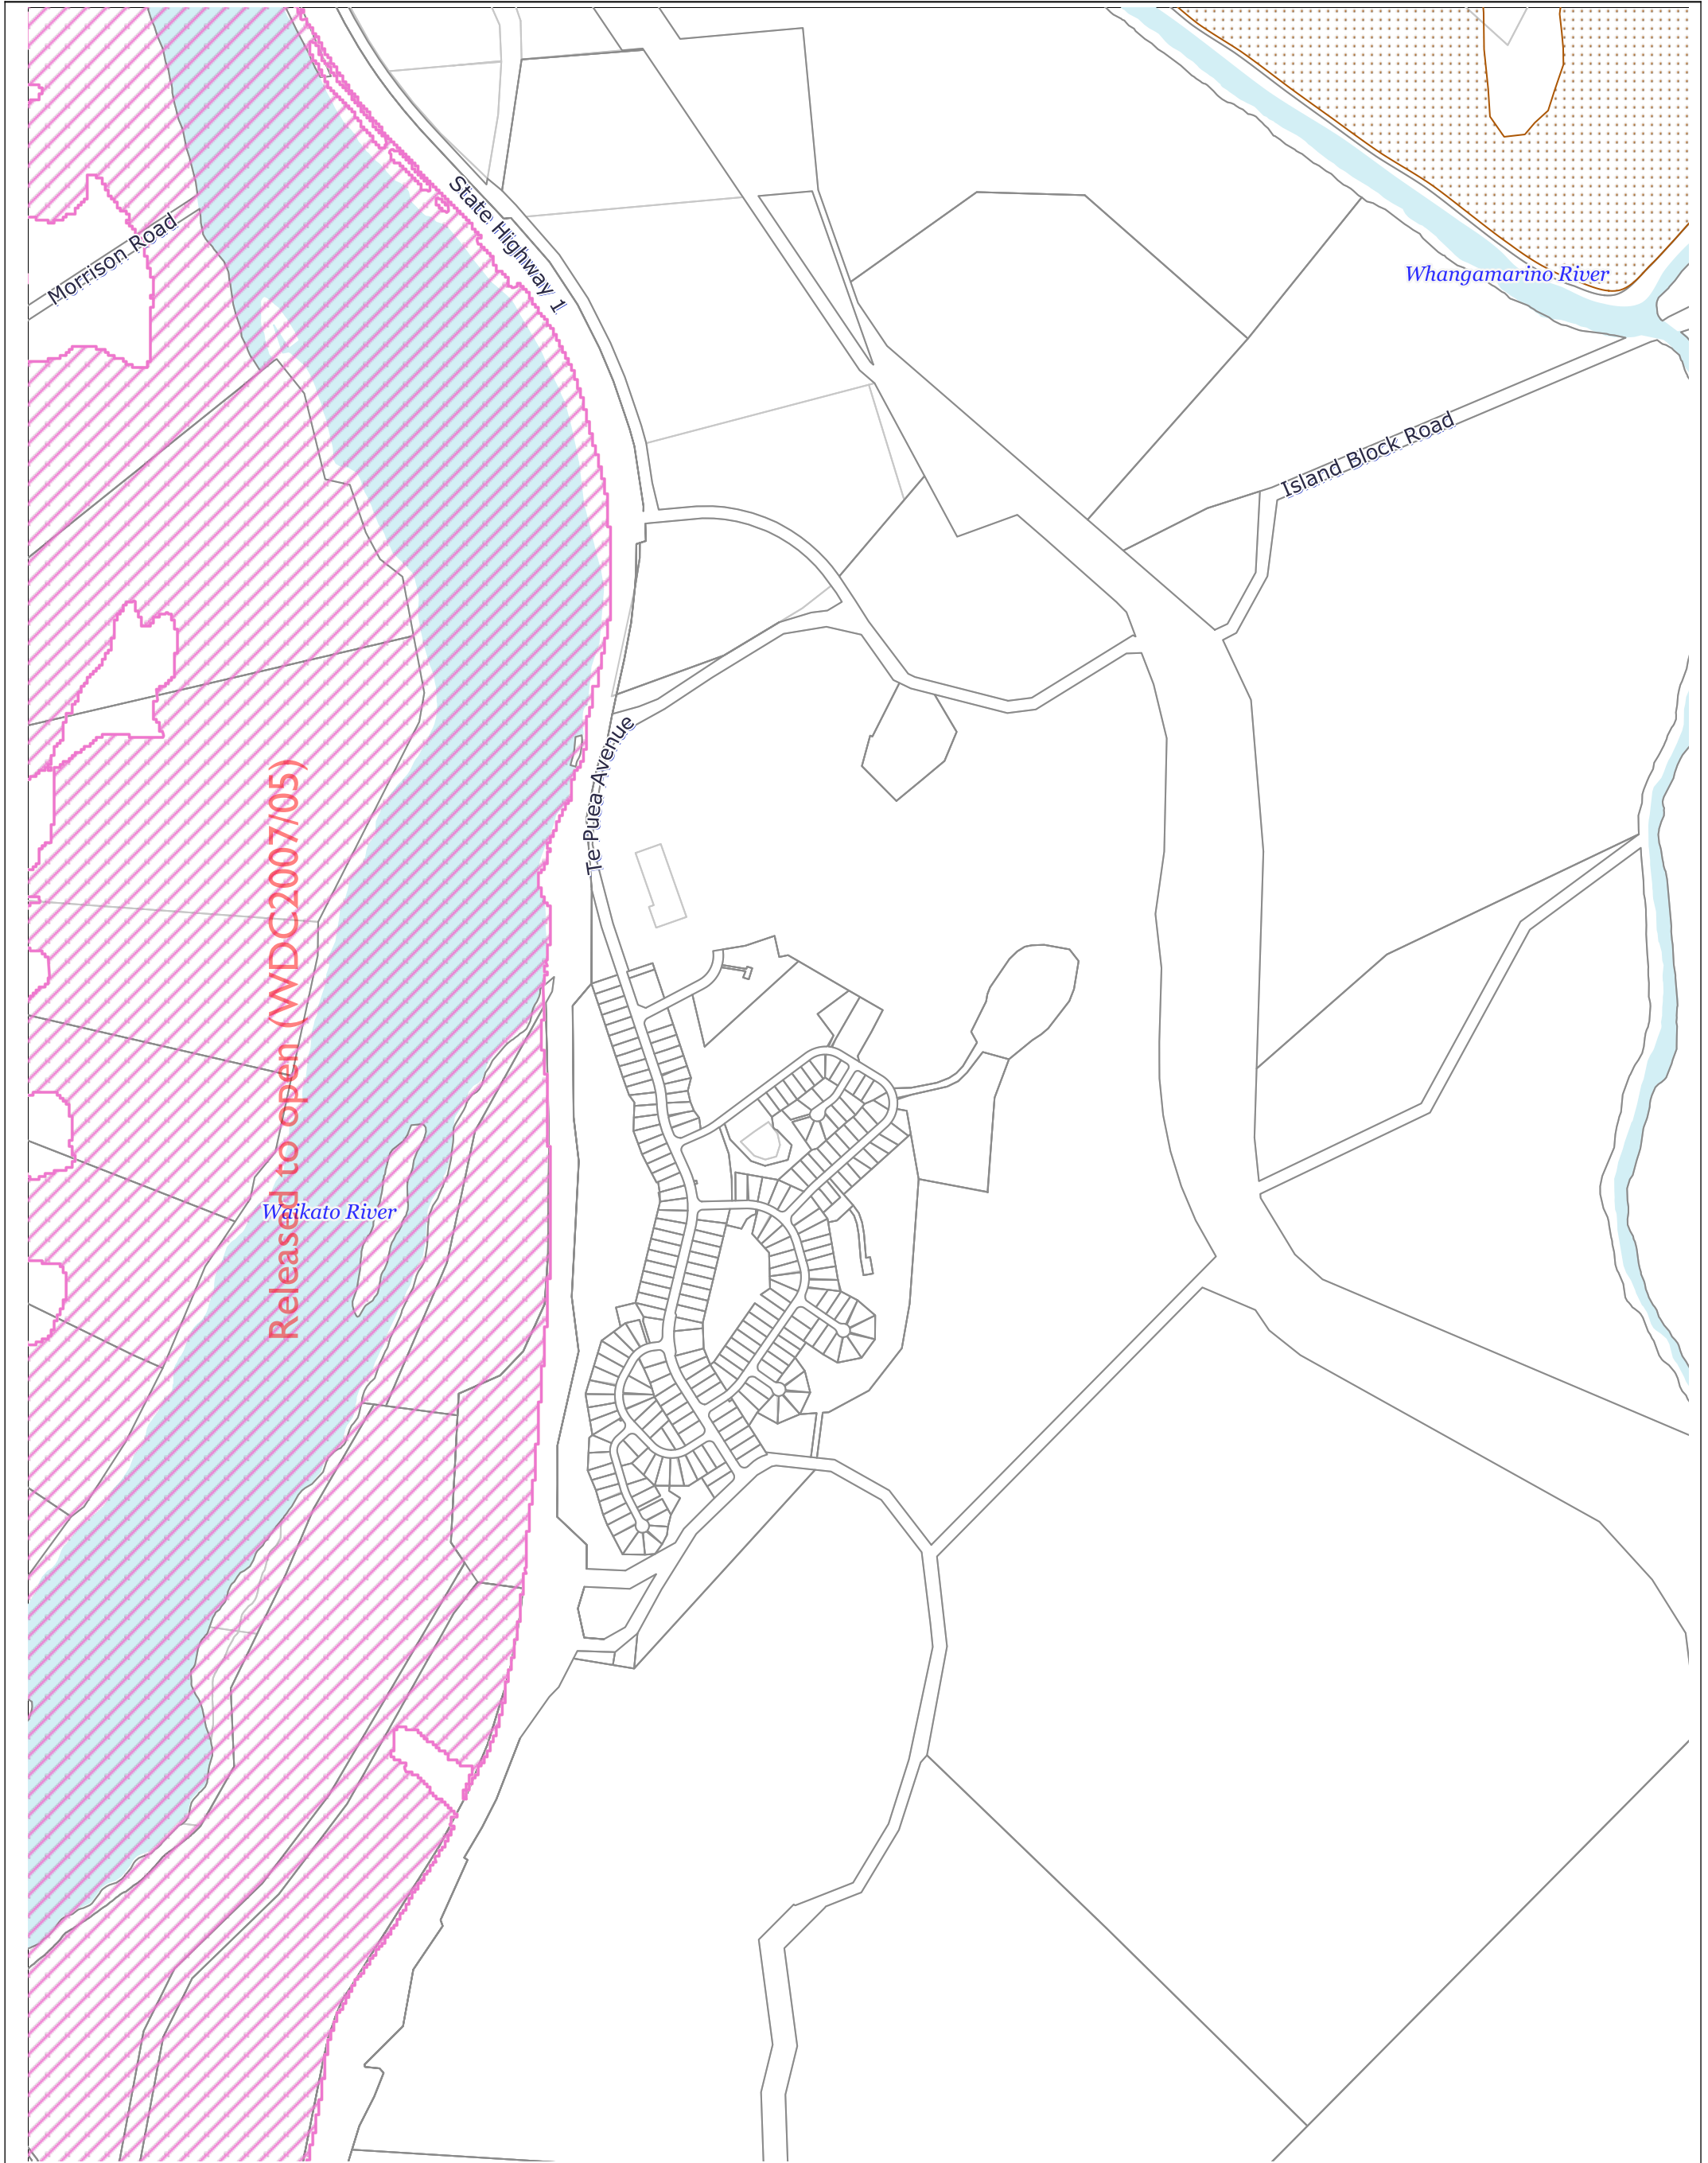 State Highway 1
Morrison Road
Whangamarino River
Island Block Road
Te Puea Avenue
Released to open (WDC2007/05)
Waikato River